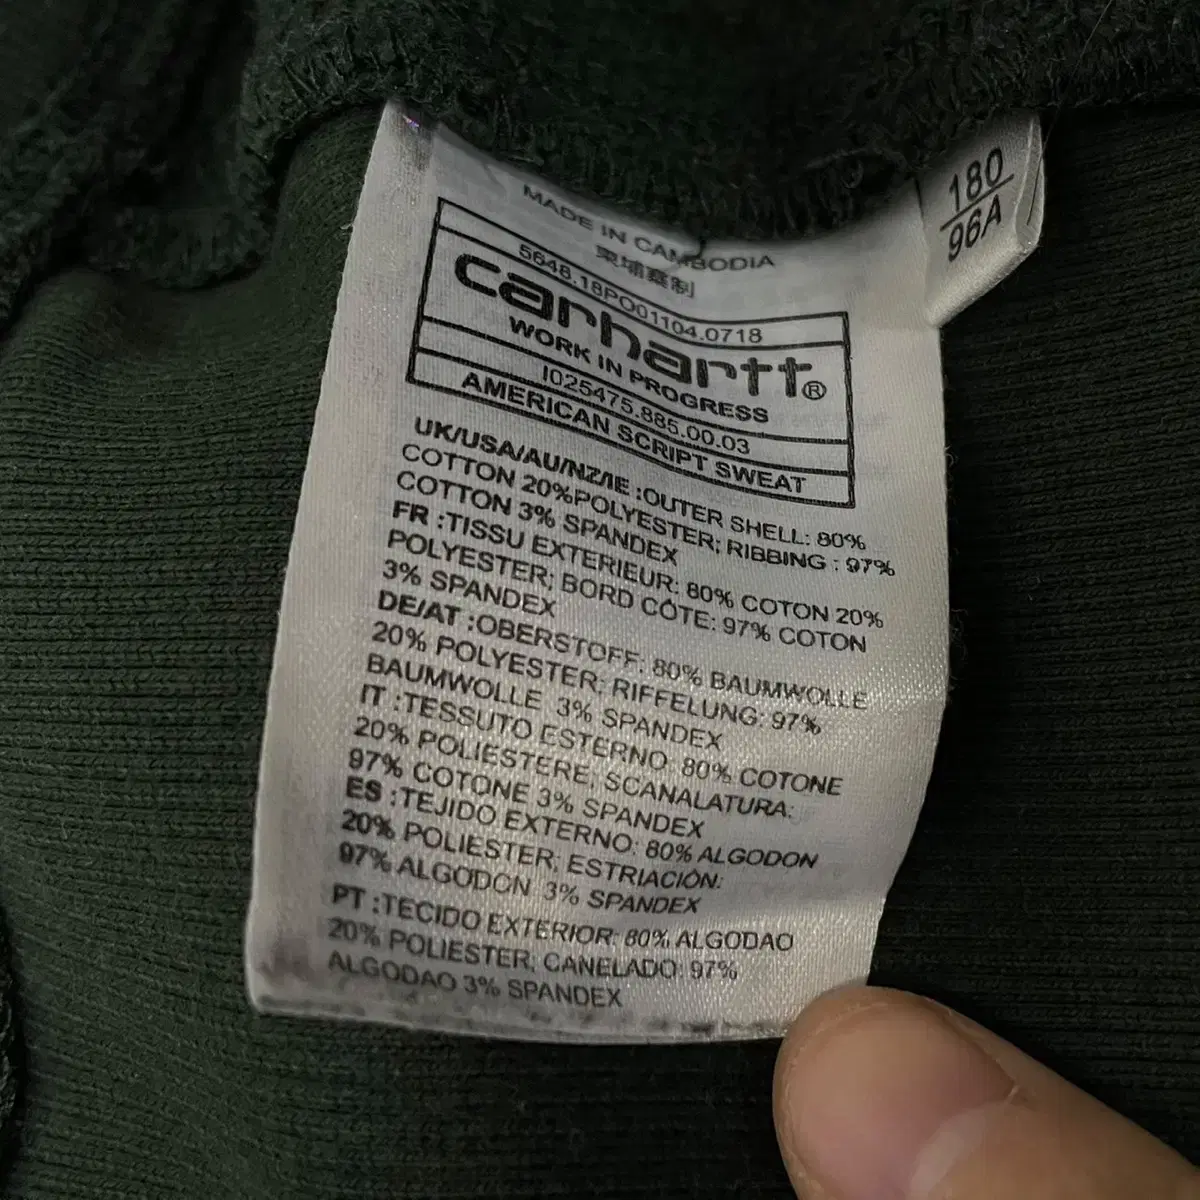 180
96A
MADE IN CAMBODIA
柬埔寨制
5648.18PO01104.0718
carhartt®
WORK IN PROGRESS
I025475.885.00.03
AMERICAN SCRIPT SWEAT
UK/USA/AU/NZ/IE :OUTER SHELL: 80%
COTTON 20%POLYESTER; RIBBING : 97%
COTTON 3% SPANDEX
FR :TISSU EXTERIEUR: 80% COTON 20%
POLYESTER; BORD CÔTE: 97% COTON
3% SPANDEX
DE/AT :OBERSTOFF: 80% BAUMWOLLE
20% POLYESTER; RIFFELUNG: 97%
BAUMWOLLE 3% SPANDEX
IT :TESSUTO ESTERNO: 80% COTONE
20% POLIESTERE; SCANALATURA:
97% COTONE 3% SPANDEX
ES :TEJIDO EXTERNO: 80% ALGODON
20% POLIESTER; ESTRIACIÓN:
97% ALGODON 3% SPANDEX
PT :TECIDO EXTERIOR: 80% ALGODAO
20% POLIESTER; CANELADO: 97%
ALGODAO 3% SPANDEX